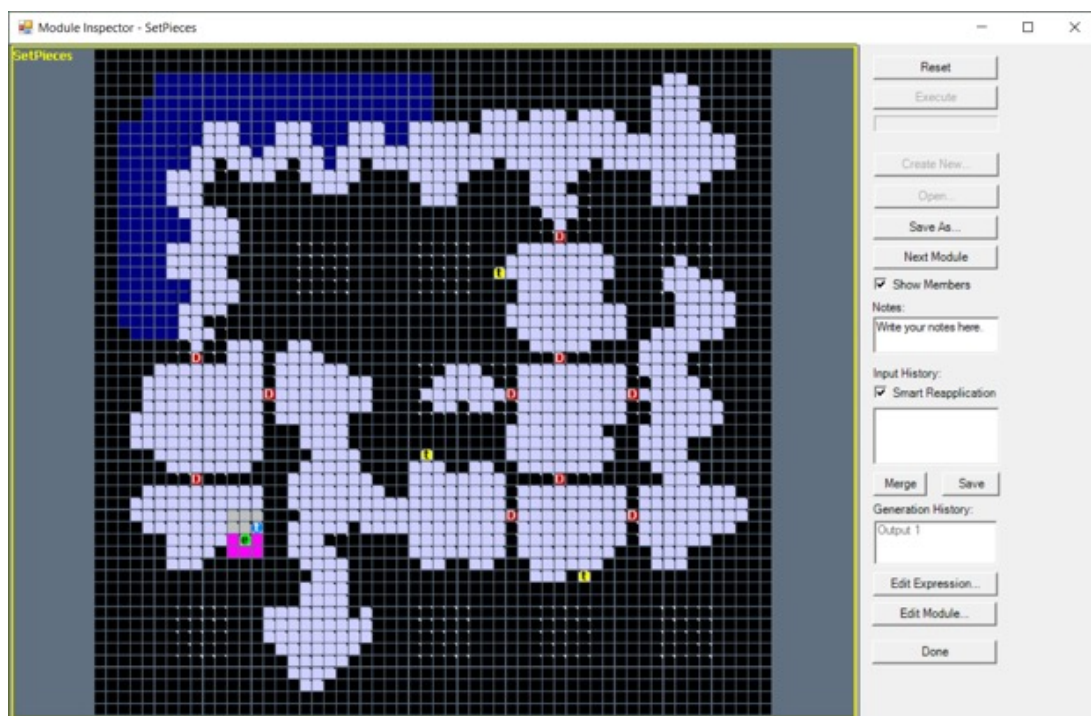 Module Inspector - SetPieces
SetPieces
Reset
Execute
Create New...
Open...
Save As...
Next Module
Show Members
Notes:
Write your notes here.
Input History:
Smart Reapplication
Merge
Save
Generation History:
Output 1
Edit Expression...
Edit Module...
Done
D
t
D
D
D
D
D
t
D
D
D
D
t